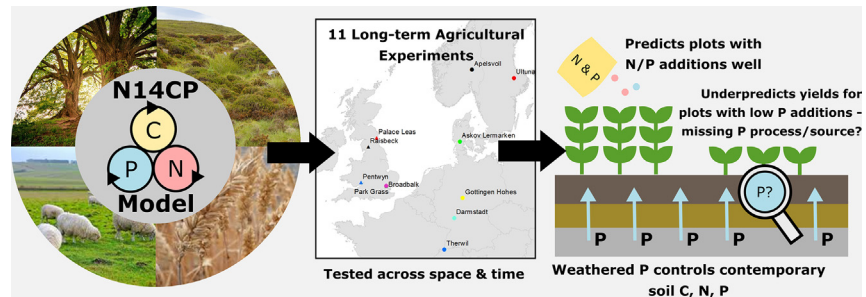 N14CP
C
P
N
Model
11 Long-term Agricultural
Experiments
Apelsvoll
Ultuna
Palace Leas
Raisbeck
Askov Lermarken
Pentwyn
Broadbalk
Park Grass
Gottingen Hohes
Darmstadt
Therwil
Tested across space & time
N & P
Predicts plots with
N/P additions well
Underpredicts yields for
plots with low P additions -
missing P process/source?
P?
P
P
P
P
P
Weathered P controls contemporary
soil C, N, P